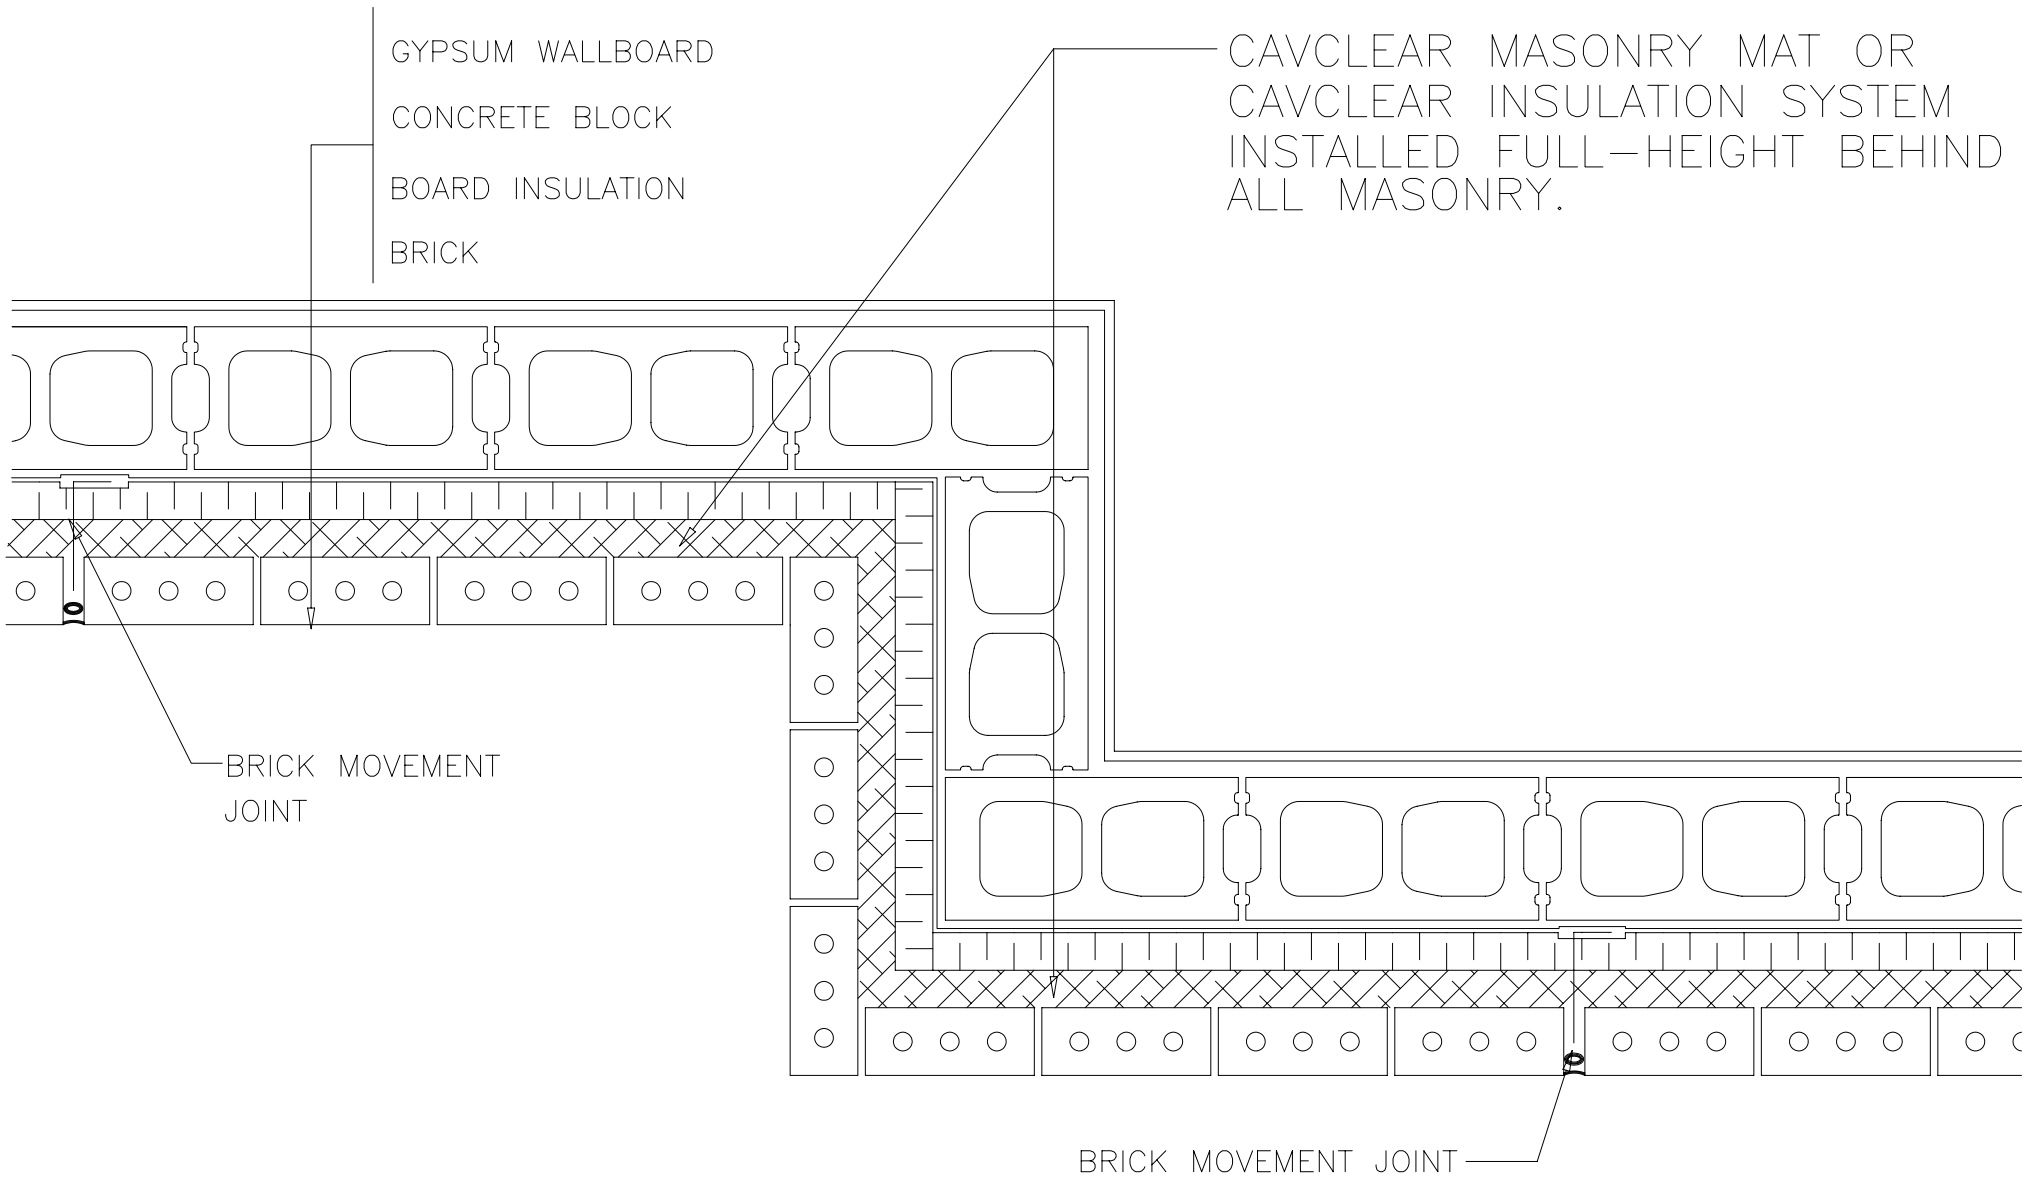 GYPSUM WALLBOARD
CONCRETE BLOCK
BOARD INSULATION
BRICK
CAVCLEAR MASONRY MAT OR
CAVCLEAR INSULATION SYSTEM
INSTALLED FULL-HEIGHT BEHIND
ALL MASONRY.
BRICK MOVEMENT
JOINT
BRICK MOVEMENT JOINT